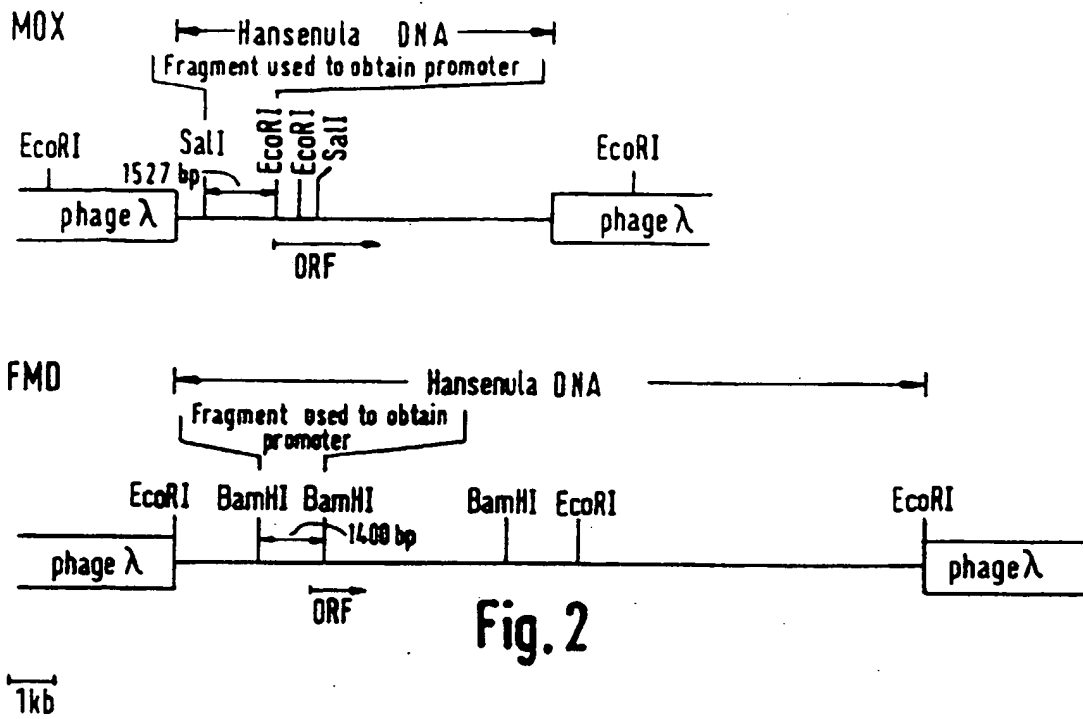 MOX
Hansenula DNA
Fragment used to obtain promoter
EcoRI
SalI
EcoRI
EcoRI
SalI
EcoRI
1527 bp
phage λ
phage λ
ORF
FMD
Hansenula DNA
Fragment used to obtain
promoter
EcoRI
BamHI
BamHI
BamHI
EcoRI
EcoRI
1400 bp
phage λ
phage λ
ORF
Fig. 2
1kb